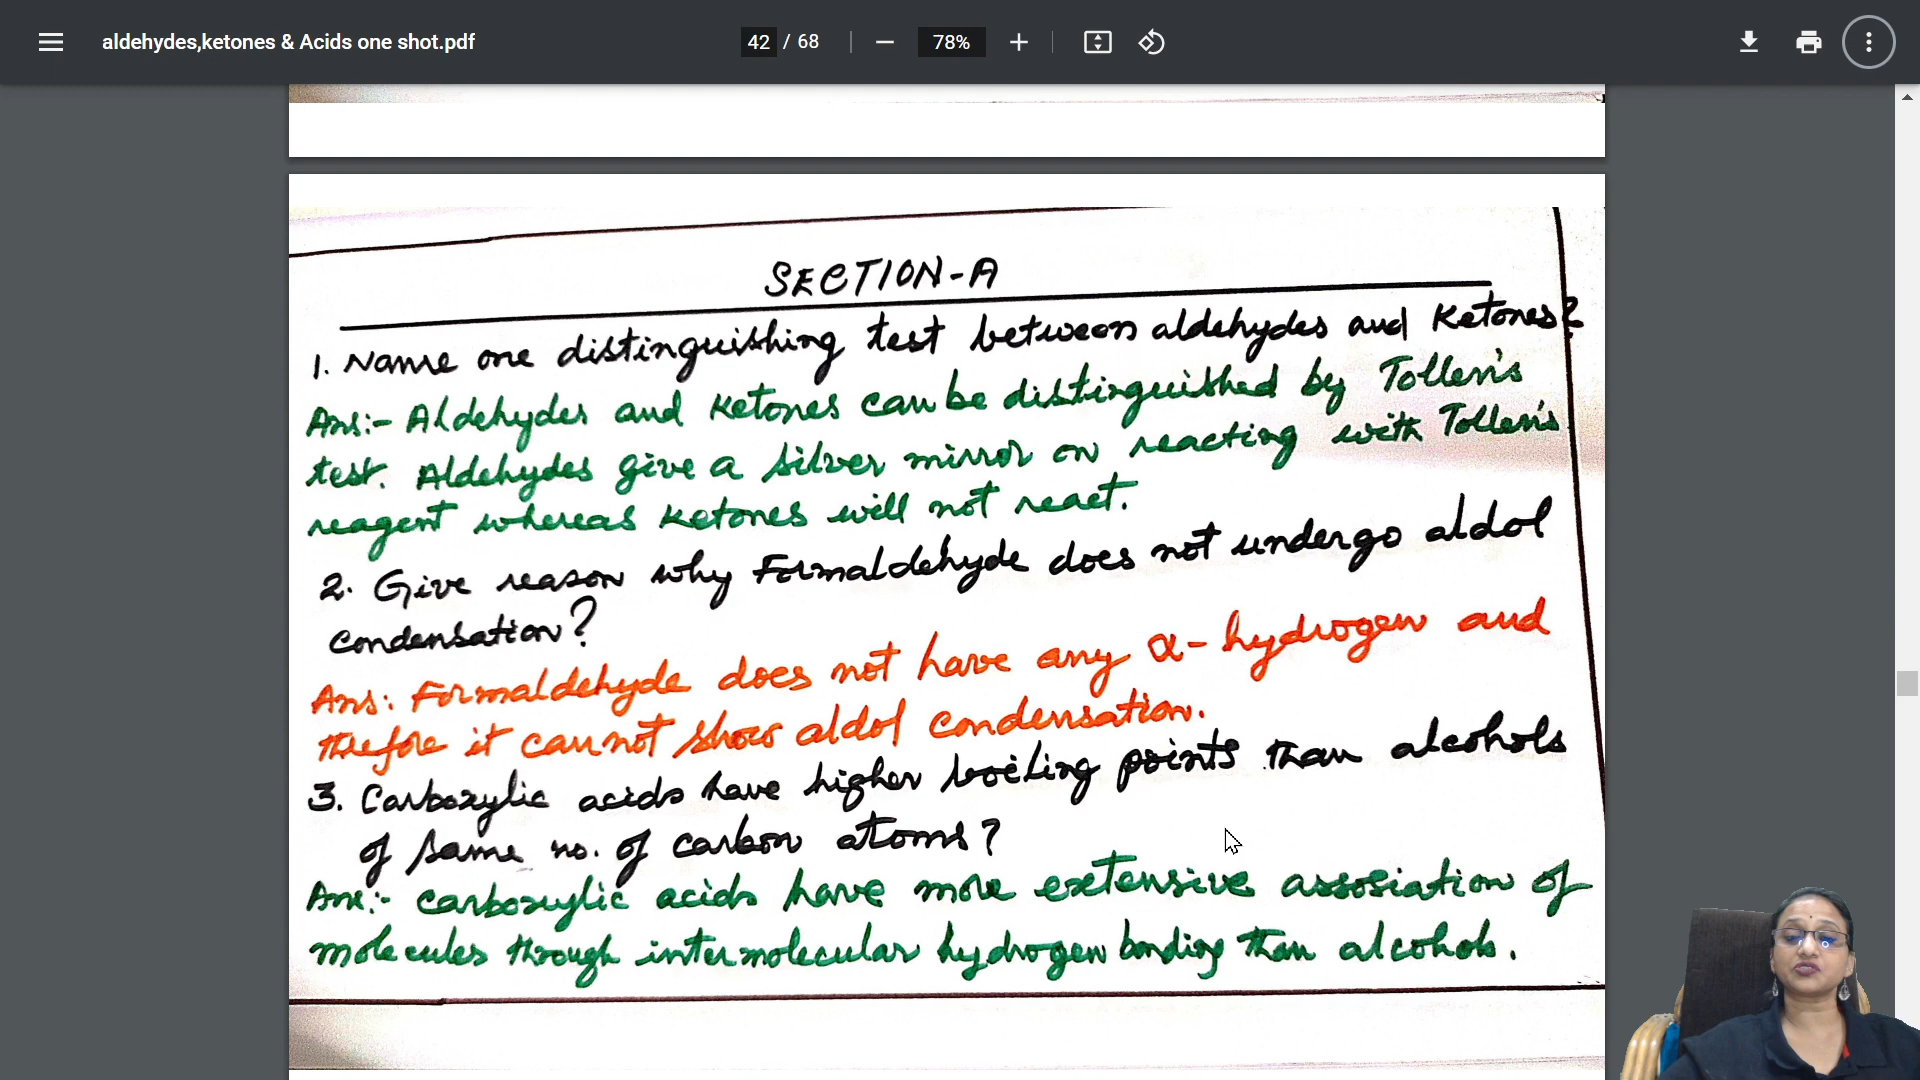 aldehydes,ketones & Acids one shot.pdf
42 / 68
78%
SECTION-A
1. Name one distinguishing test between aldehydes and Ketones?
Ans:- Aldehydes and Ketones can be distinguished by Tollen's
test. Aldehydes give a silver mirror on reacting with Tollen's
reagent whereas Ketones will not react.
2. Give reason why Formaldehyde does not undergo aldol
condensation?
Ans: Formaldehyde does not have any α- hydrogen and
threfore it cannot show aldol condensation.
3. Carboxylic acids have higher boiling points than alcohols
of same no. of carbon atoms?
Ans:- Carboxylic acids have more extensive assosiation of
molecules through intermolecular hydrogen bonding than alcohols.